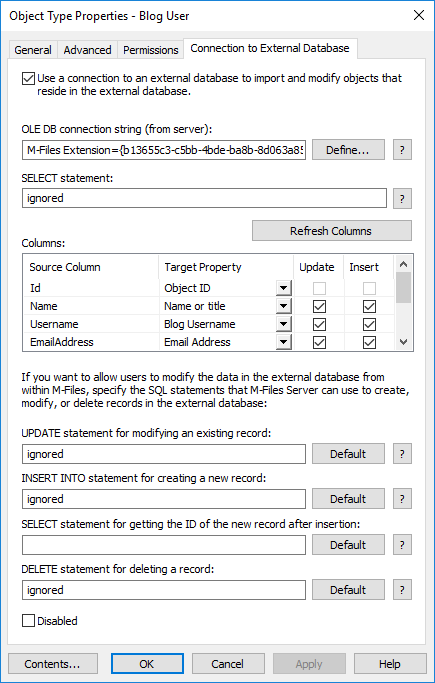 Object Type Properties - Blog User
General Advanced Permissions Connection to External Database
Use a connection to an external database to import and modify objects that
reside in the external database.
OLE DB connection string (from server):
M-Files Extension={b13655c3-c5bb-4bde-ba8b-8d063a85 Define... ?
SELECT statement:
ignored ?
Refresh Columns
Columns:
Source Column Target Property Update Insert
Id Object ID
Name Name or title
Username Blog Username
EmailAddress Email Address
If you want to allow users to modify the data in the external database from
within M-Files, specify the SQL statements that M-Files Server can use to create,
modify, or delete records in the external database:
UPDATE statement for modifying an existing record:
ignored Default ?
INSERT INTO statement for creating a new record:
ignored Default ?
SELECT statement for getting the ID of the new record after insertion:
Default ?
DELETE statement for deleting a record:
ignored Default ?
Disabled
Contents... OK Cancel Apply Help